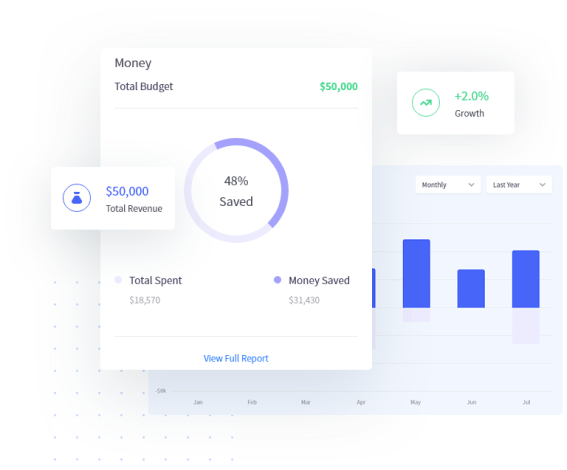 Money
Total Budget
$50,000
+2.0%
Growth
48%
Saved
$50,000
Total Revenue
Monthly
Last Year
Total Spent
$18,570
Money Saved
$31,430
View Full Report
Jan
Feb
Mar
Apr
May
Jun
Jul